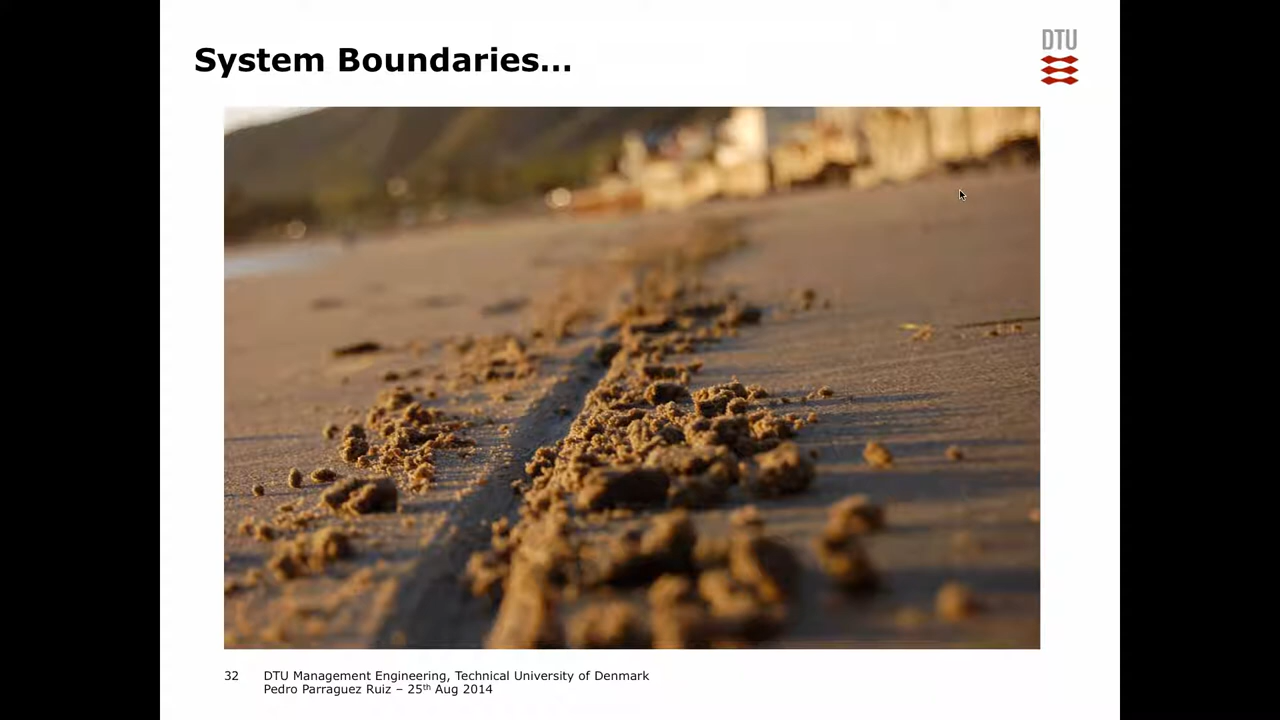 System Boundaries...
DTU
32 DTU Management Engineering, Technical University of Denmark
Pedro Parraguez Ruiz – 25th Aug 2014